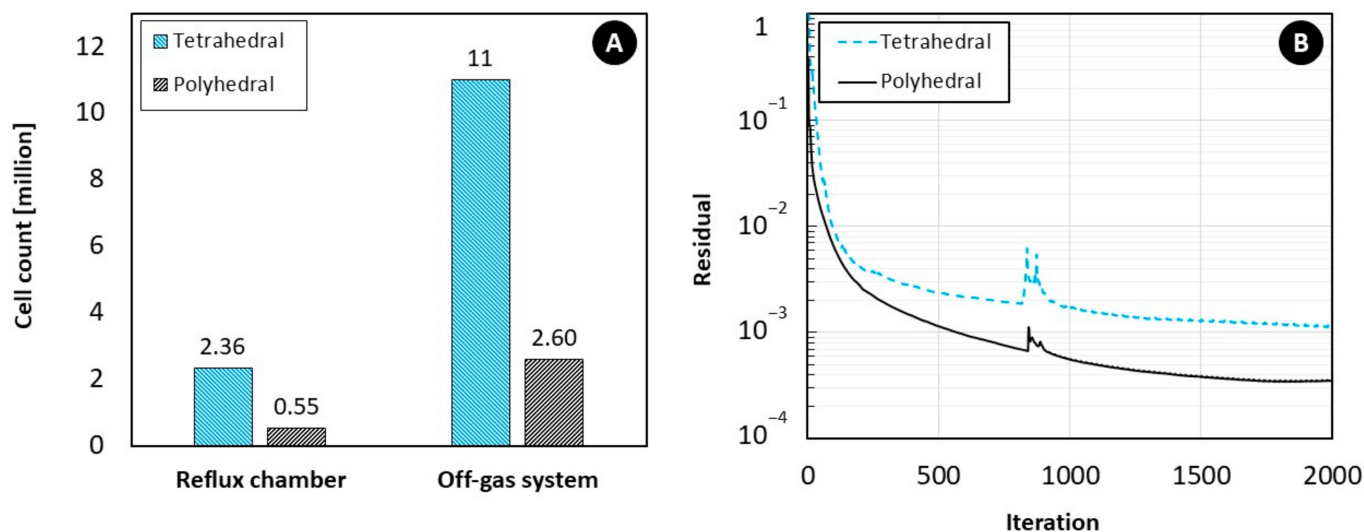 Cell count [million]
12
10
8
6
4
2
0
Tetrahedral
Polyhedral
A
2.36
0.55
11
2.60
Reflux chamber
Off-gas system
Residual
1
10⁻¹
10⁻²
10⁻³
10⁻⁴
Tetrahedral
Polyhedral
B
0 500 1000 1500 2000
Iteration